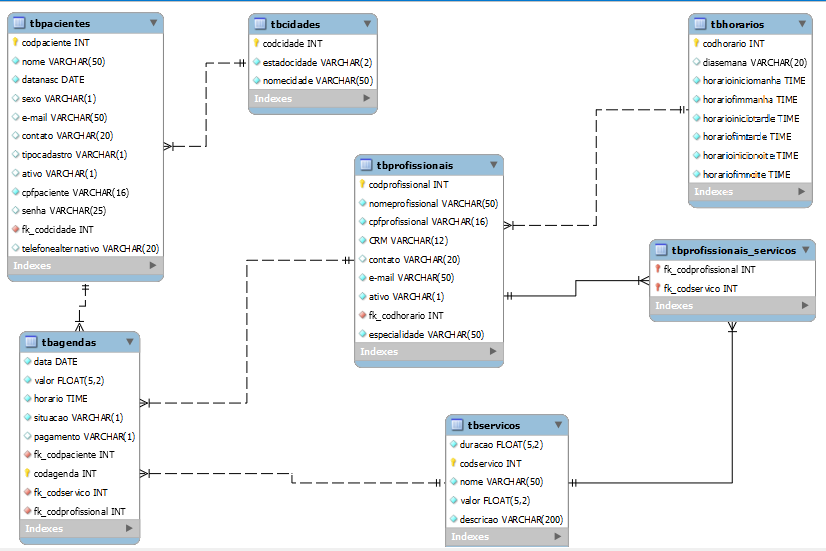 tbpacientes
codpaciente INT
nome VARCHAR(50)
datanasc DATE
sexo VARCHAR(1)
e-mail VARCHAR(50)
contato VARCHAR(20)
tipocadastro VARCHAR(1)
ativo VARCHAR(1)
cpfpaciente VARCHAR(16)
senha VARCHAR(25)
fk_codcidade INT
telefonealternativo VARCHAR(20)
Indexes
tbcidades
codcidade INT
estadocidade VARCHAR(2)
nomecidade VARCHAR(50)
Indexes
tbhorarios
codhorario INT
diasemana VARCHAR(20)
horarioiniciomanha TIME
horariofimmanha TIME
horarioiniciotarde TIME
horariofimtarde TIME
horarioinicionoite TIME
horariofimnoite TIME
Indexes
tbprofissionais
codprofissional INT
nomeprofissional VARCHAR(50)
cpfprofissional VARCHAR(16)
CRM VARCHAR(12)
contato VARCHAR(20)
e-mail VARCHAR(50)
ativo VARCHAR(1)
fk_codhorario INT
especialidade VARCHAR(50)
Indexes
tbprofissionais_servicos
fk_codprofissional INT
fk_codservico INT
Indexes
tbagendas
data DATE
valor FLOAT(5,2)
horario TIME
situacao VARCHAR(1)
pagamento VARCHAR(1)
fk_codpaciente INT
codagenda INT
fk_codservico INT
fk_codprofissional INT
Indexes
tbservicos
duracao FLOAT(5,2)
codservico INT
nome VARCHAR(50)
valor FLOAT(5,2)
descricao VARCHAR(200)
Indexes